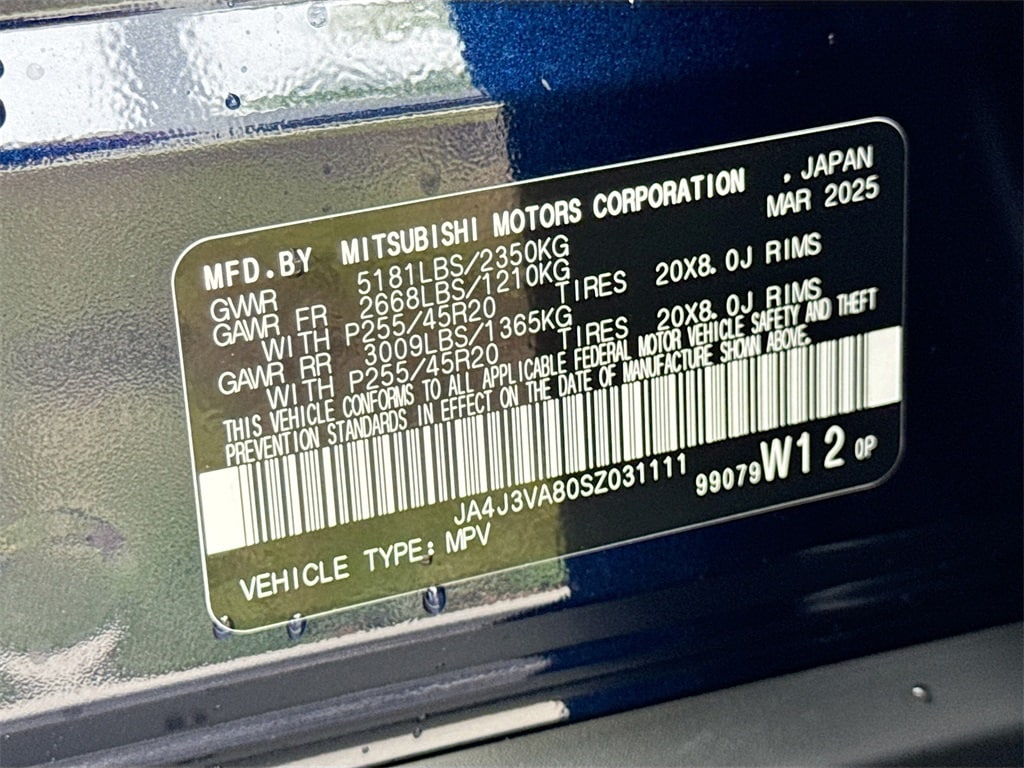 MFD.BY MITSUBISHI MOTORS CORPORATION , JAPAN
MAR 2025
GVWR 5181LBS/2350KG
GAWR FR 2668LBS/1210KG
WITH P255/45R20 TIRES 20X8.0J RIMS
GAWR RR 3009LBS/1365KG
WITH P255/45R20 TIRES 20X8.0J RIMS
THIS VEHICLE CONFORMS TO ALL APPLICABLE FEDERAL MOTOR VEHICLE SAFETY AND THEFT
PREVENTION STANDARDS IN EFFECT ON THE DATE OF MANUFACTURE SHOWN ABOVE.
JA4J3VA80SZ031111 99079W12 0P
VEHICLE TYPE: MPV